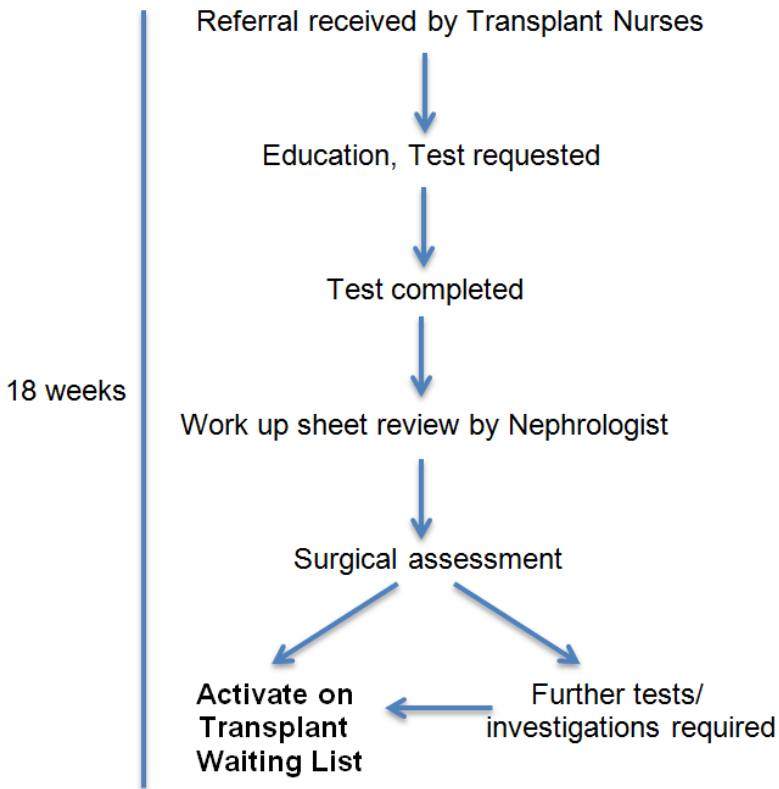 Referral received by Transplant Nurses
Education, Test requested
Test completed
18 weeks
Work up sheet review by Nephrologist
Surgical assessment
Activate on
Transplant
Waiting List
Further tests/
investigations required